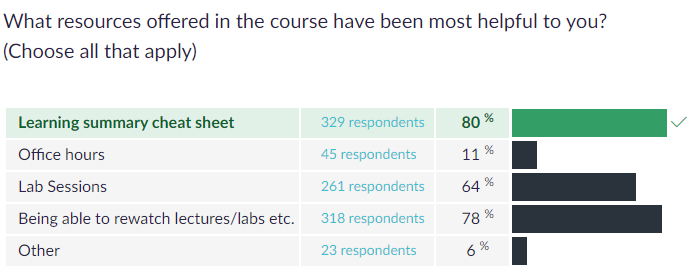 What resources offered in the course have been most helpful to you?
(Choose all that apply)
Learning summary cheat sheet 329 respondents 80 %
Office hours 45 respondents 11 %
Lab Sessions 261 respondents 64 %
Being able to rewatch lectures/labs etc. 318 respondents 78 %
Other 23 respondents 6 %